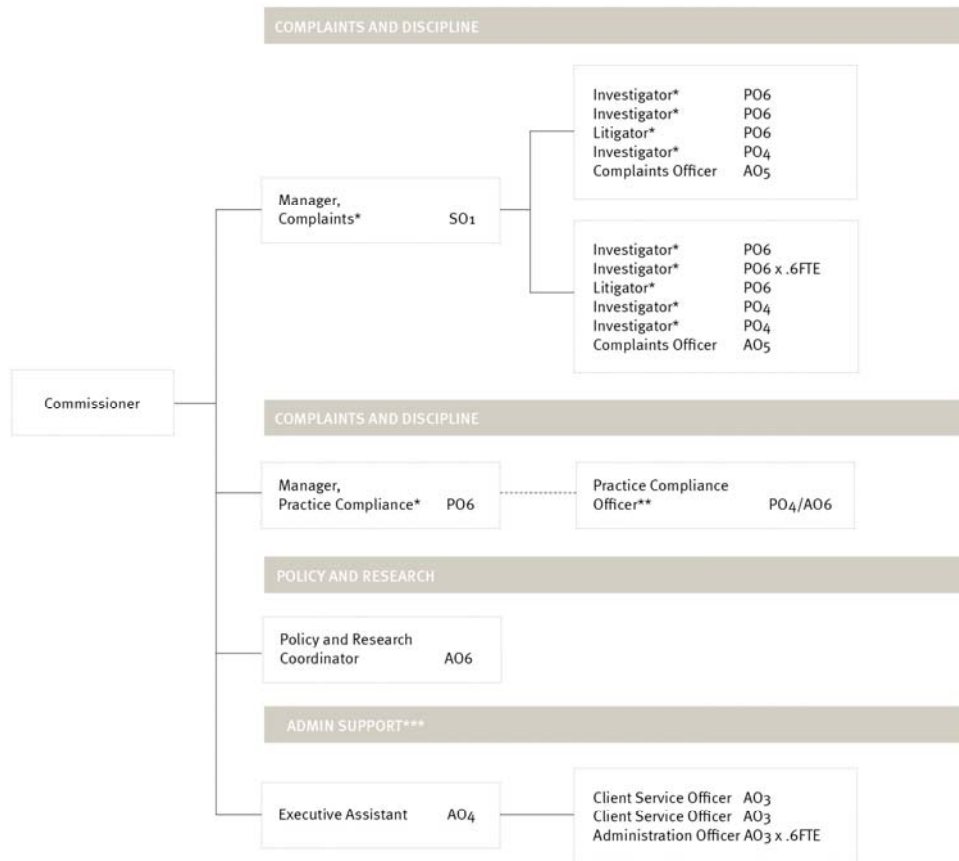 COMPLAINTS AND DISCIPLINE
Investigator* PO6
Investigator* PO6
Litigator* PO6
Investigator* PO4
Complaints Officer AO5
Manager,
Complaints* SO1
Investigator* PO6
Investigator* PO6 x .6FTE
Litigator* PO6
Investigator* PO4
Investigator* PO4
Complaints Officer AO5
Commissioner
COMPLAINTS AND DISCIPLINE
Manager,
Practice Compliance* PO6
Practice Compliance
Officer** PO4/AO6
POLICY AND RESEARCH
Policy and Research
Coordinator AO6
ADMIN SUPPORT***
Executive Assistant AO4
Client Service Officer AO3
Client Service Officer AO3
Administration Officer AO3 x .6FTE